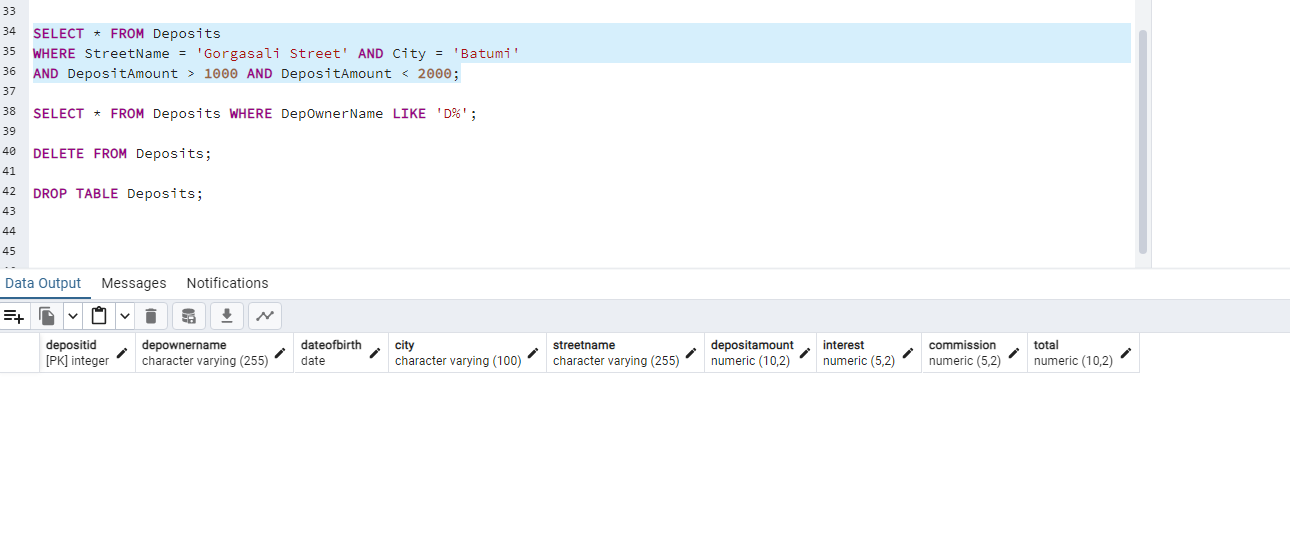 33
34 SELECT * FROM Deposits
35 WHERE StreetName = 'Gorgasali Street' AND City = 'Batumi'
36 AND DepositAmount > 1000 AND DepositAmount < 2000;
37
38 SELECT * FROM Deposits WHERE DepOwnerName LIKE 'D%';
39
40 DELETE FROM Deposits;
41
42 DROP TABLE Deposits;
43
44
45
Data Output Messages Notifications
depositid depownername dateofbirth city streetname depositamount interest commission total
[PK] integer character varying (255) date character varying (100) character varying (255) numeric (10,2) numeric (5,2) numeric (5,2) numeric (10,2)